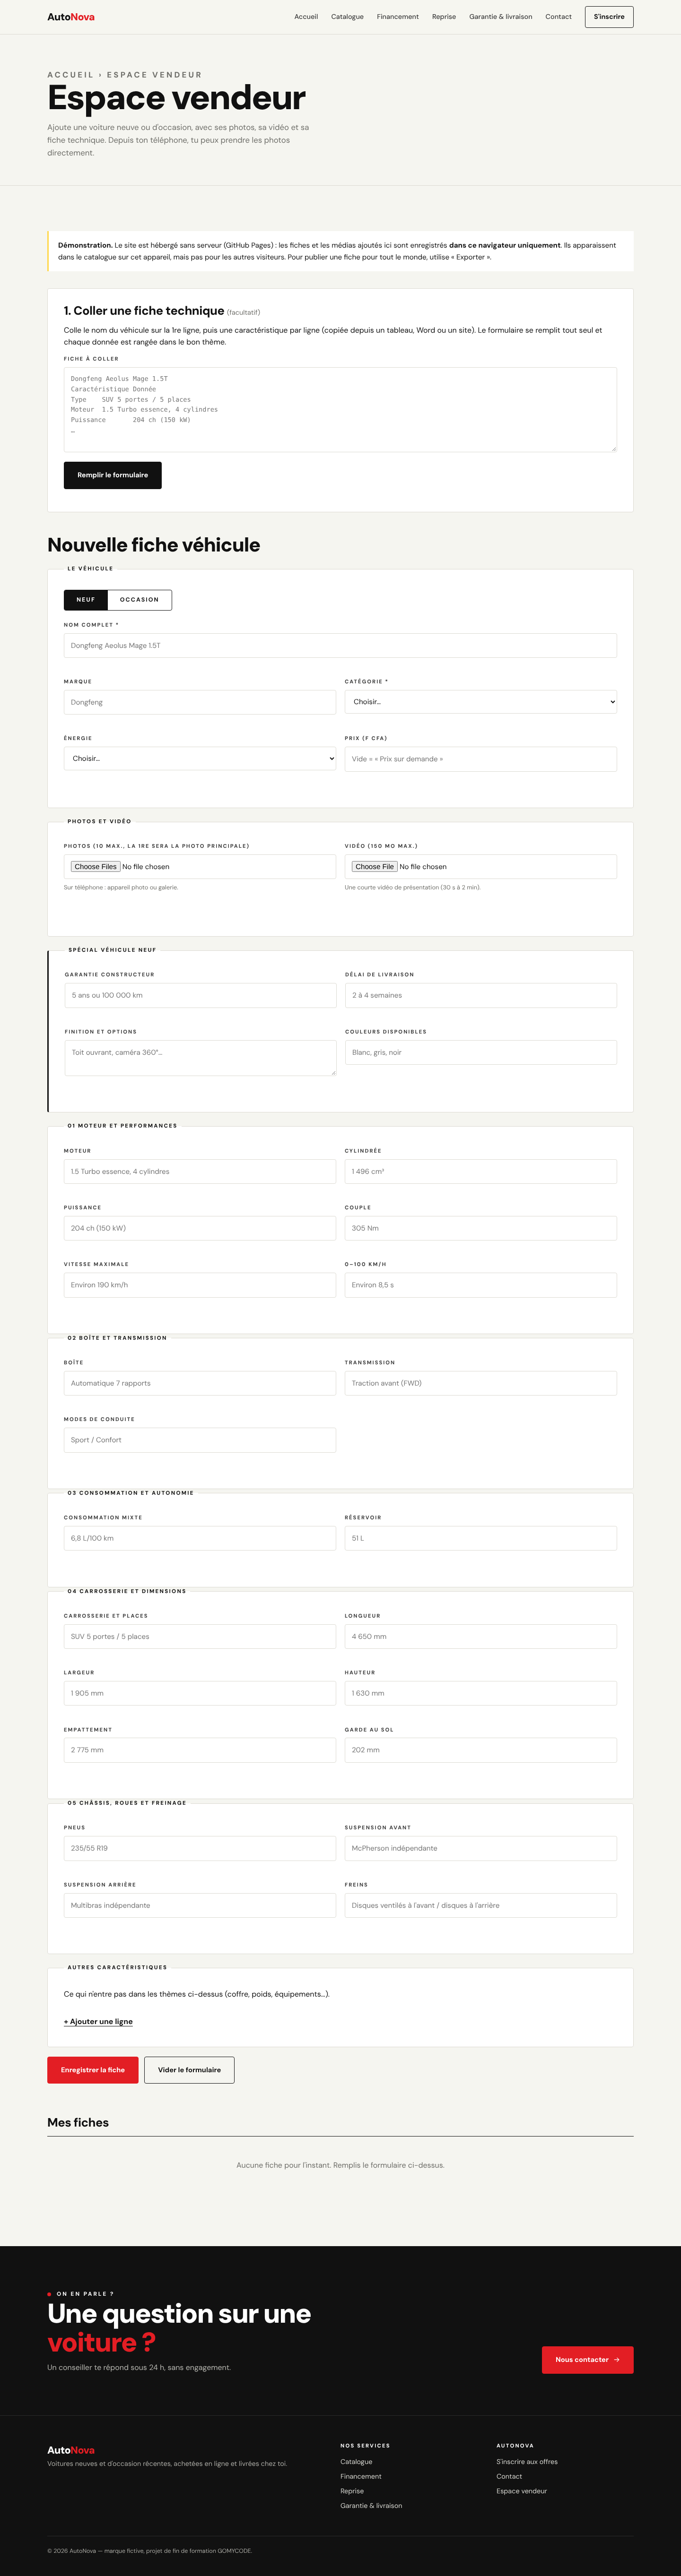 AutoNova
Accueil
Catalogue
Financement
Reprise
Garantie & livraison
Contact
S'inscrire
ACCUEIL › ESPACE VENDEUR
Espace vendeur
Ajoute une voiture neuve ou d'occasion, avec ses photos, sa vidéo et sa
fiche technique. Depuis ton téléphone, tu peux prendre les photos
directement.
Démonstration. Le site est hébergé sans serveur (GitHub Pages) : les fiches et les médias ajoutés ici sont enregistrés dans ce navigateur uniquement. Ils apparaissent
dans le catalogue sur cet appareil, mais pas pour les autres visiteurs. Pour publier une fiche pour tout le monde, utilise « Exporter ».
1. Coller une fiche technique (facultatif)
Colle le nom du véhicule sur la 1re ligne, puis une caractéristique par ligne (copiée depuis un tableau, Word ou un site). Le formulaire se remplit tout seul et
chaque donnée est rangée dans le bon thème.
FICHE À COLLER
Dongfeng Aeolus Mage 1.5T
Caractéristique Donnée
Type SUV 5 portes / 5 places
Moteur 1.5 Turbo essence, 4 cylindres
Puissance 204 ch (150 kW)
…
Remplir le formulaire
Nouvelle fiche véhicule
LE VÉHICULE
NEUF
OCCASION
NOM COMPLET *
Dongfeng Aeolus Mage 1.5T
MARQUE
CATÉGORIE *
Dongfeng
Choisir…
ÉNERGIE
PRIX (F CFA)
Choisir…
Vide = « Prix sur demande »
PHOTOS ET VIDÉO
PHOTOS (10 MAX., LA 1RE SERA LA PHOTO PRINCIPALE)
VIDÉO (150 MO MAX.)
Choose Files No file chosen
Choose File No file chosen
Sur téléphone : appareil photo ou galerie.
Une courte vidéo de présentation (30 s à 2 min).
SPÉCIAL VÉHICULE NEUF
GARANTIE CONSTRUCTEUR
DÉLAI DE LIVRAISON
5 ans ou 100 000 km
2 à 4 semaines
FINITION ET OPTIONS
COULEURS DISPONIBLES
Toit ouvrant, caméra 360°…
Blanc, gris, noir
01 MOTEUR ET PERFORMANCES
MOTEUR
CYLINDRÉE
1.5 Turbo essence, 4 cylindres
1 496 cm³
PUISSANCE
COUPLE
204 ch (150 kW)
305 Nm
VITESSE MAXIMALE
0–100 KM/H
Environ 190 km/h
Environ 8,5 s
02 BOÎTE ET TRANSMISSION
BOÎTE
TRANSMISSION
Automatique 7 rapports
Traction avant (FWD)
MODES DE CONDUITE
Sport / Confort
03 CONSOMMATION ET AUTONOMIE
CONSOMMATION MIXTE
RÉSERVOIR
6,8 L/100 km
51 L
04 CARROSSERIE ET DIMENSIONS
CARROSSERIE ET PLACES
LONGUEUR
SUV 5 portes / 5 places
4 650 mm
LARGEUR
HAUTEUR
1 905 mm
1 630 mm
EMPATTEMENT
GARDE AU SOL
2 775 mm
202 mm
05 CHÂSSIS, ROUES ET FREINAGE
PNEUS
SUSPENSION AVANT
235/55 R19
McPherson indépendante
SUSPENSION ARRIÈRE
FREINS
Multibras indépendante
Disques ventilés à l'avant / disques à l'arrière
AUTRES CARACTÉRISTIQUES
Ce qui n'entre pas dans les thèmes ci-dessus (coffre, poids, équipements…).
+ Ajouter une ligne
Enregistrer la fiche
Vider le formulaire
Mes fiches
Aucune fiche pour l'instant. Remplis le formulaire ci-dessus.
ON EN PARLE ?
Une question sur une
voiture ?
Un conseiller te répond sous 24 h, sans engagement.
Nous contacter →
AutoNova
Voitures neuves et d'occasion récentes, achetées en ligne et livrées chez toi.
NOS SERVICES
Catalogue
Financement
Reprise
Garantie & livraison
AUTONOVA
S'inscrire aux offres
Contact
Espace vendeur
© 2026 AutoNova — marque fictive, projet de fin de formation GOMYCODE.